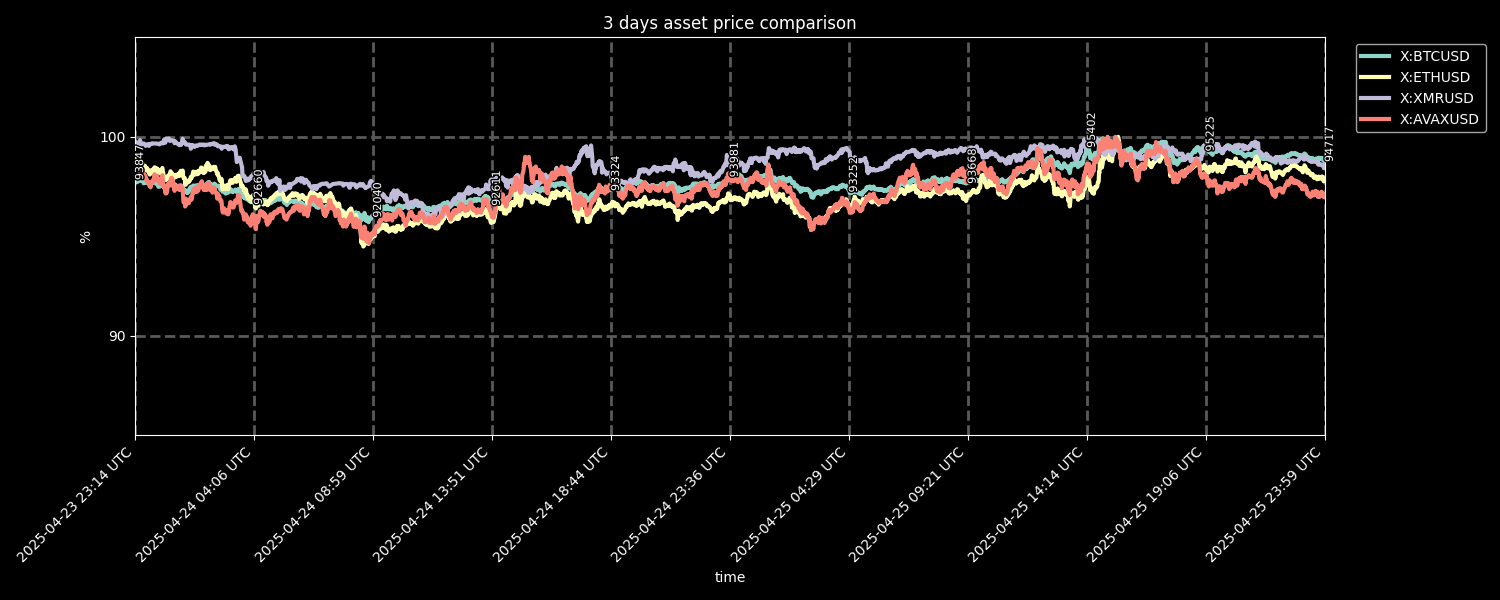 3 days asset price comparison
X:BTCUSD
X:ETHUSD
X:XMRUSD
X:AVAXUSD
%
100
90
93847
92660
92040
92611
93324
93981
93252
93668
95402
95225
94717
2025-04-23 23:14 UTC
2025-04-24 04:06 UTC
2025-04-24 08:59 UTC
2025-04-24 13:51 UTC
2025-04-24 18:44 UTC
2025-04-24 23:36 UTC
2025-04-25 04:29 UTC
2025-04-25 09:21 UTC
2025-04-25 14:14 UTC
2025-04-25 19:06 UTC
2025-04-25 23:59 UTC
time